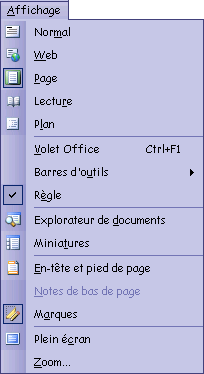 Affichage
Normal
Web
Page
Lecture
Plan
Volet Office Ctrl+F1
Barres d'outils
Règle
Explorateur de documents
Miniatures
En-tête et pied de page
Notes de bas de page
Marques
Plein écran
Zoom...